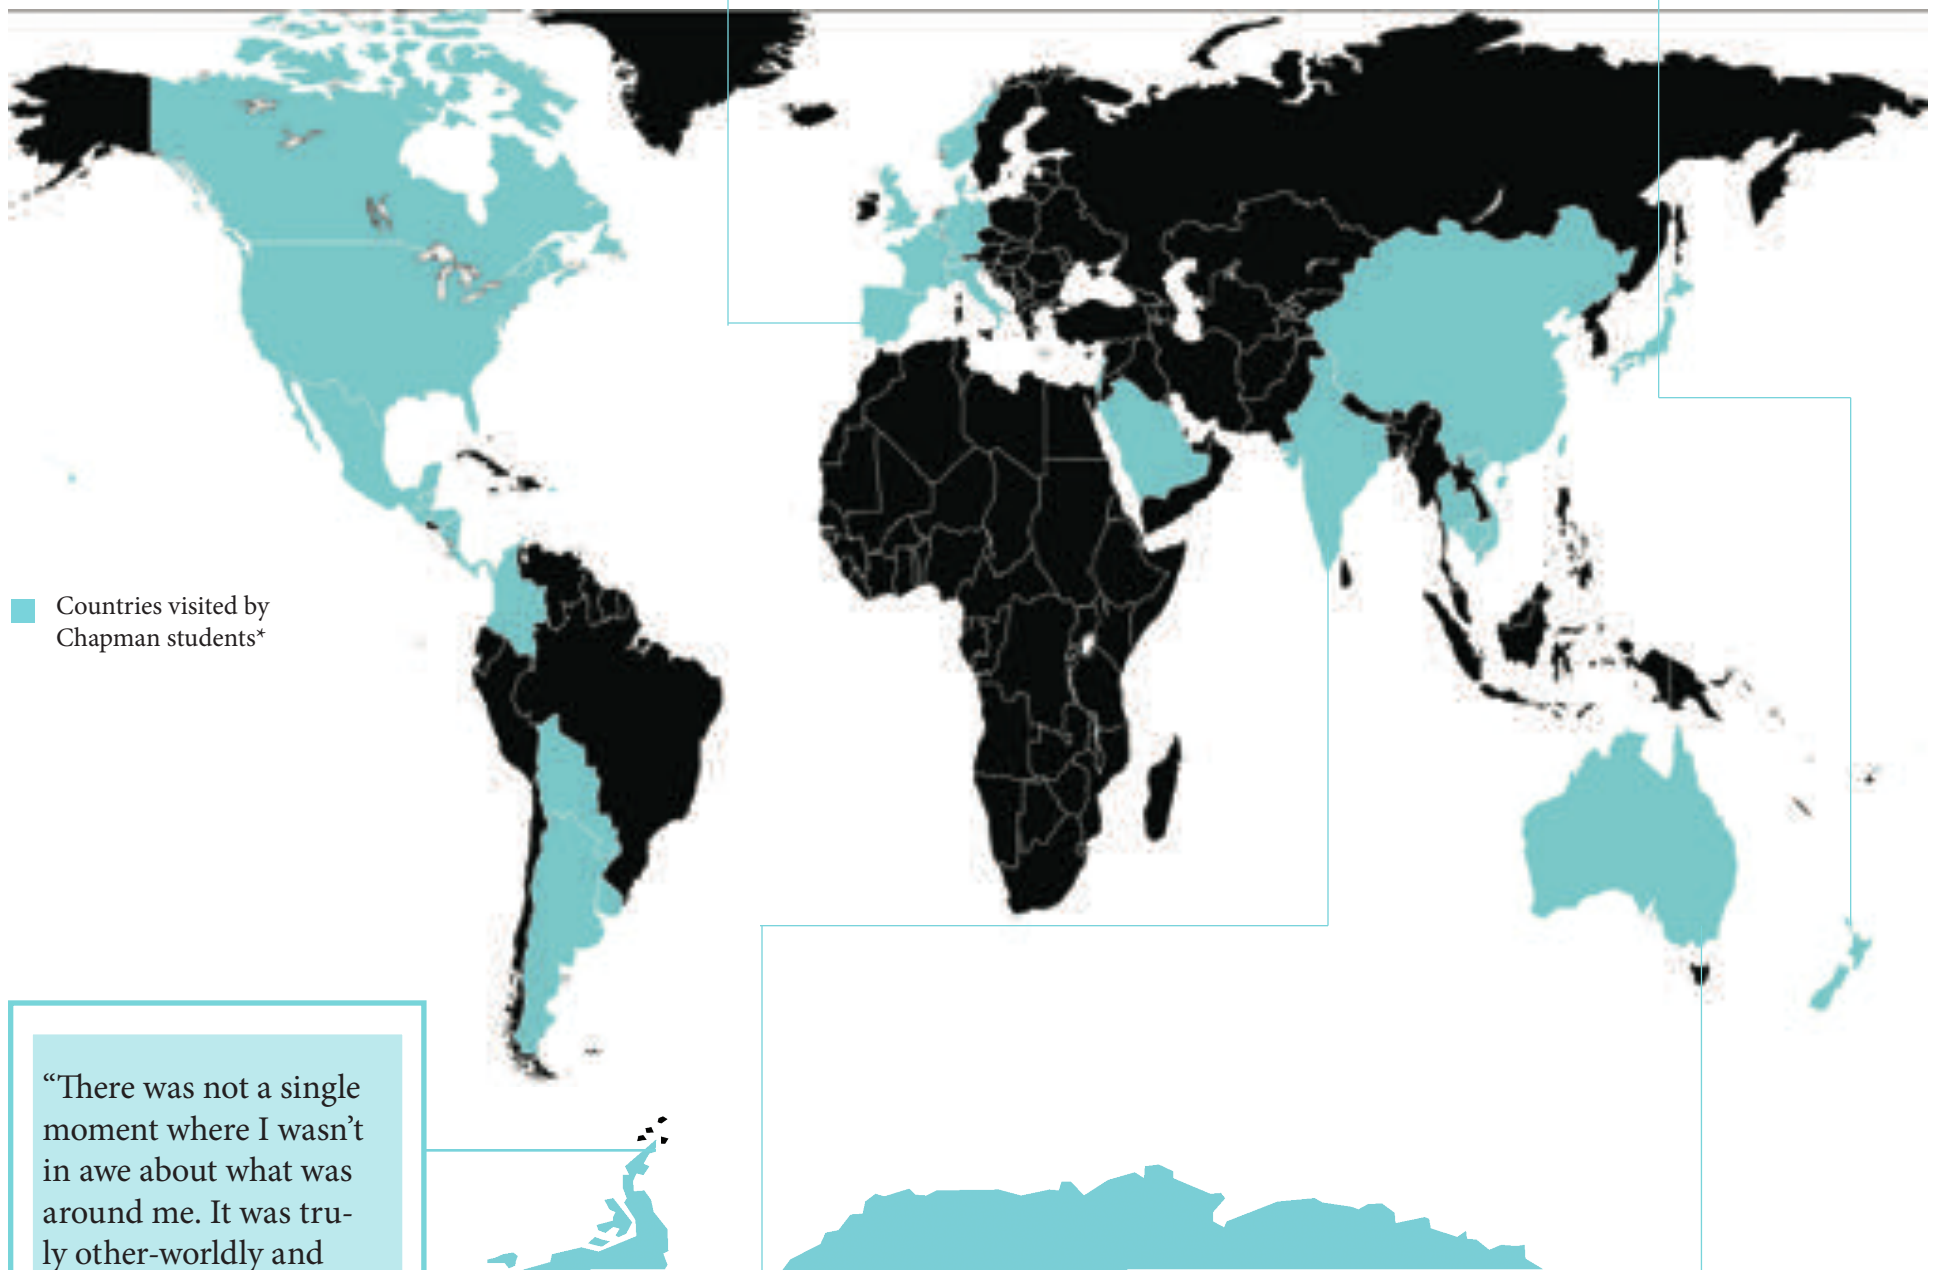 Countries visited by
Chapman students*
“There was not a single
moment where I wasn’t
in awe about what was
around me. It was tru-
ly other-worldly and